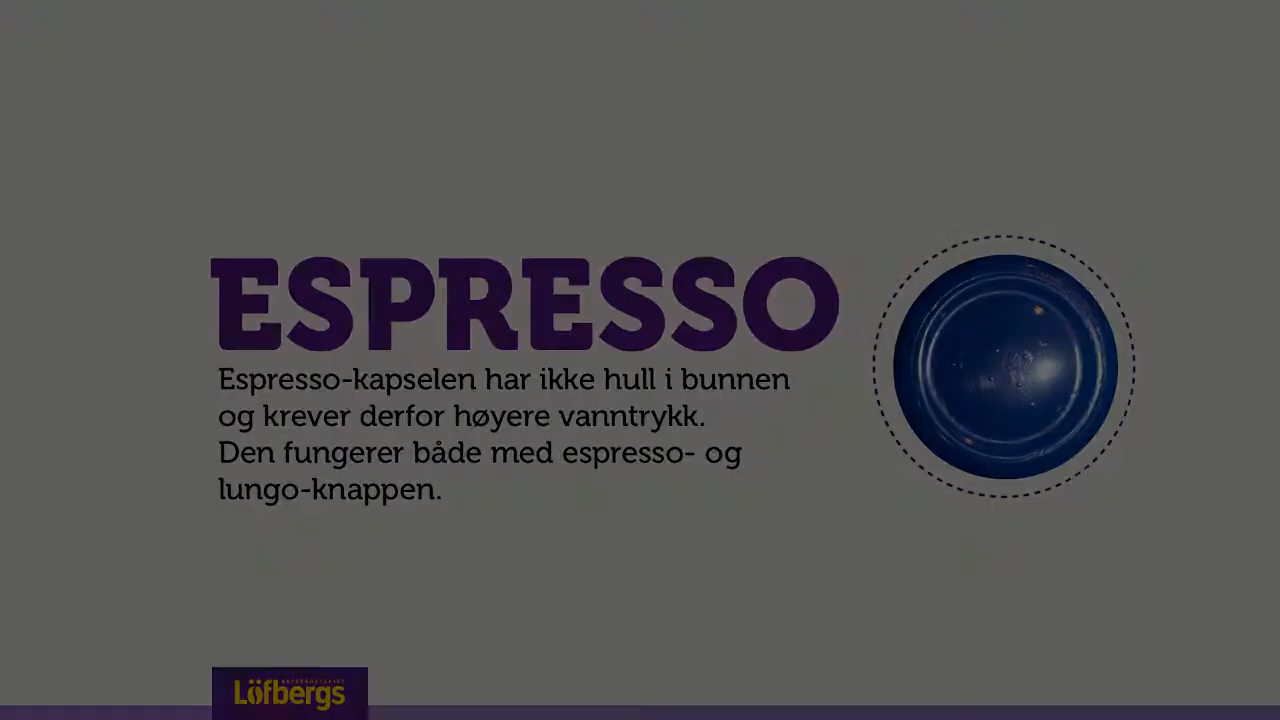 ESPRESSO
Espresso-kapselen har ikke hull i bunnen
og krever derfor høyere vanntrykk.
Den fungerer både med espresso- og
lungo-knappen.
Löfbergs